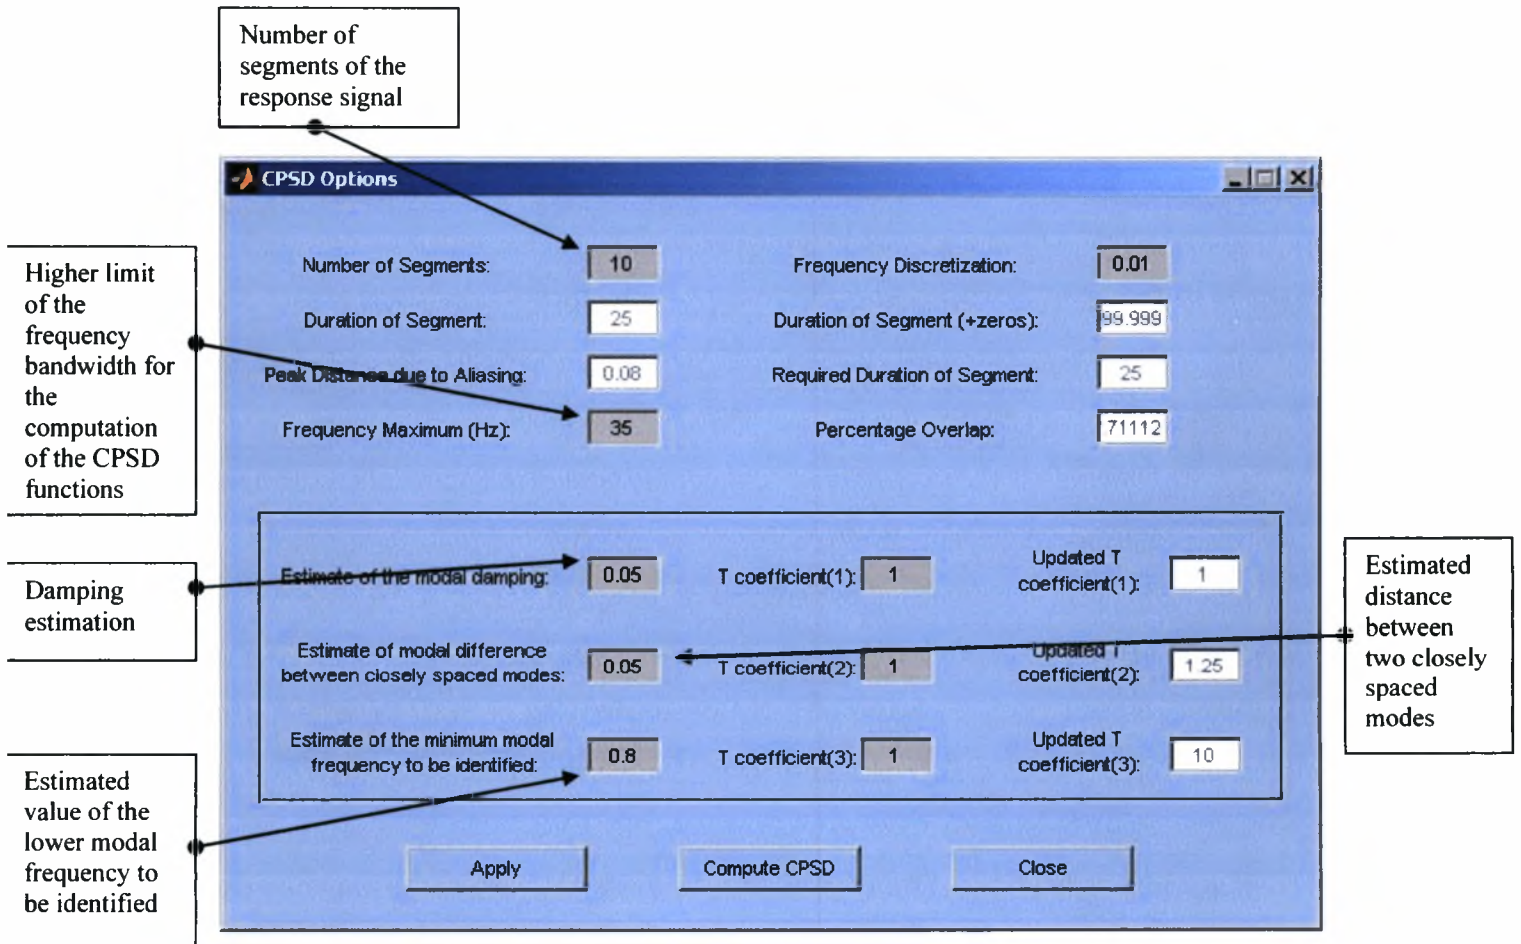 Number of
segments of the
response signal
CPSD Options
Number of Segments: 10 Frequency Discretization: 0.01
Duration of Segment: 25 Duration of Segment (+zeros): 99.999
Peak Distance due to Aliasing: 0.08 Required Duration of Segment: 25
Frequency Maximum (Hz): 35 Percentage Overlap: 71112
Higher limit
of the
frequency
bandwidth for
the
computation
of the CPSD
functions
Damping
estimation
Estimate of the modal damping: 0.05 T coefficient(1): 1 Updated T
coefficient(1): 1
Estimate of modal difference
between closely spaced modes: 0.05 T coefficient(2): 1 Updated T
coefficient(2): 1.25
Estimate of the minimum modal
frequency to be identified: 0.8 T coefficient(3): 1 Updated T
coefficient(3): 10
Estimated
distance
between
two closely
spaced
modes
Estimated
value of the
lower modal
frequency to
be identified
Apply Compute CPSD Close